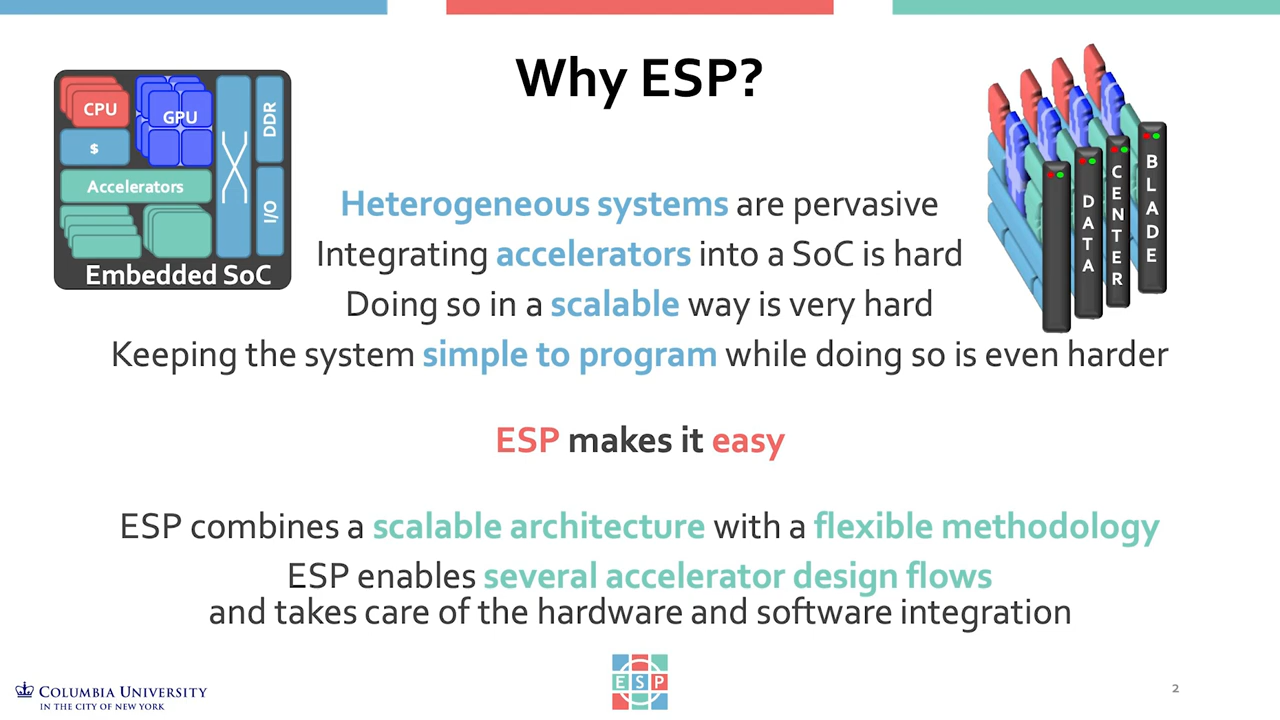 Why ESP?
CPU
GPU
DDR
$
Accelerators
I/O
Embedded SoC
DATA
CENTER
BLADE
Heterogeneous systems are pervasive
Integrating accelerators into a SoC is hard
Doing so in a scalable way is very hard
Keeping the system simple to program while doing so is even harder
ESP makes it easy
ESP combines a scalable architecture with a flexible methodology
ESP enables several accelerator design flows
and takes care of the hardware and software integration
COLUMBIA UNIVERSITY
IN THE CITY OF NEW YORK
ESP
2